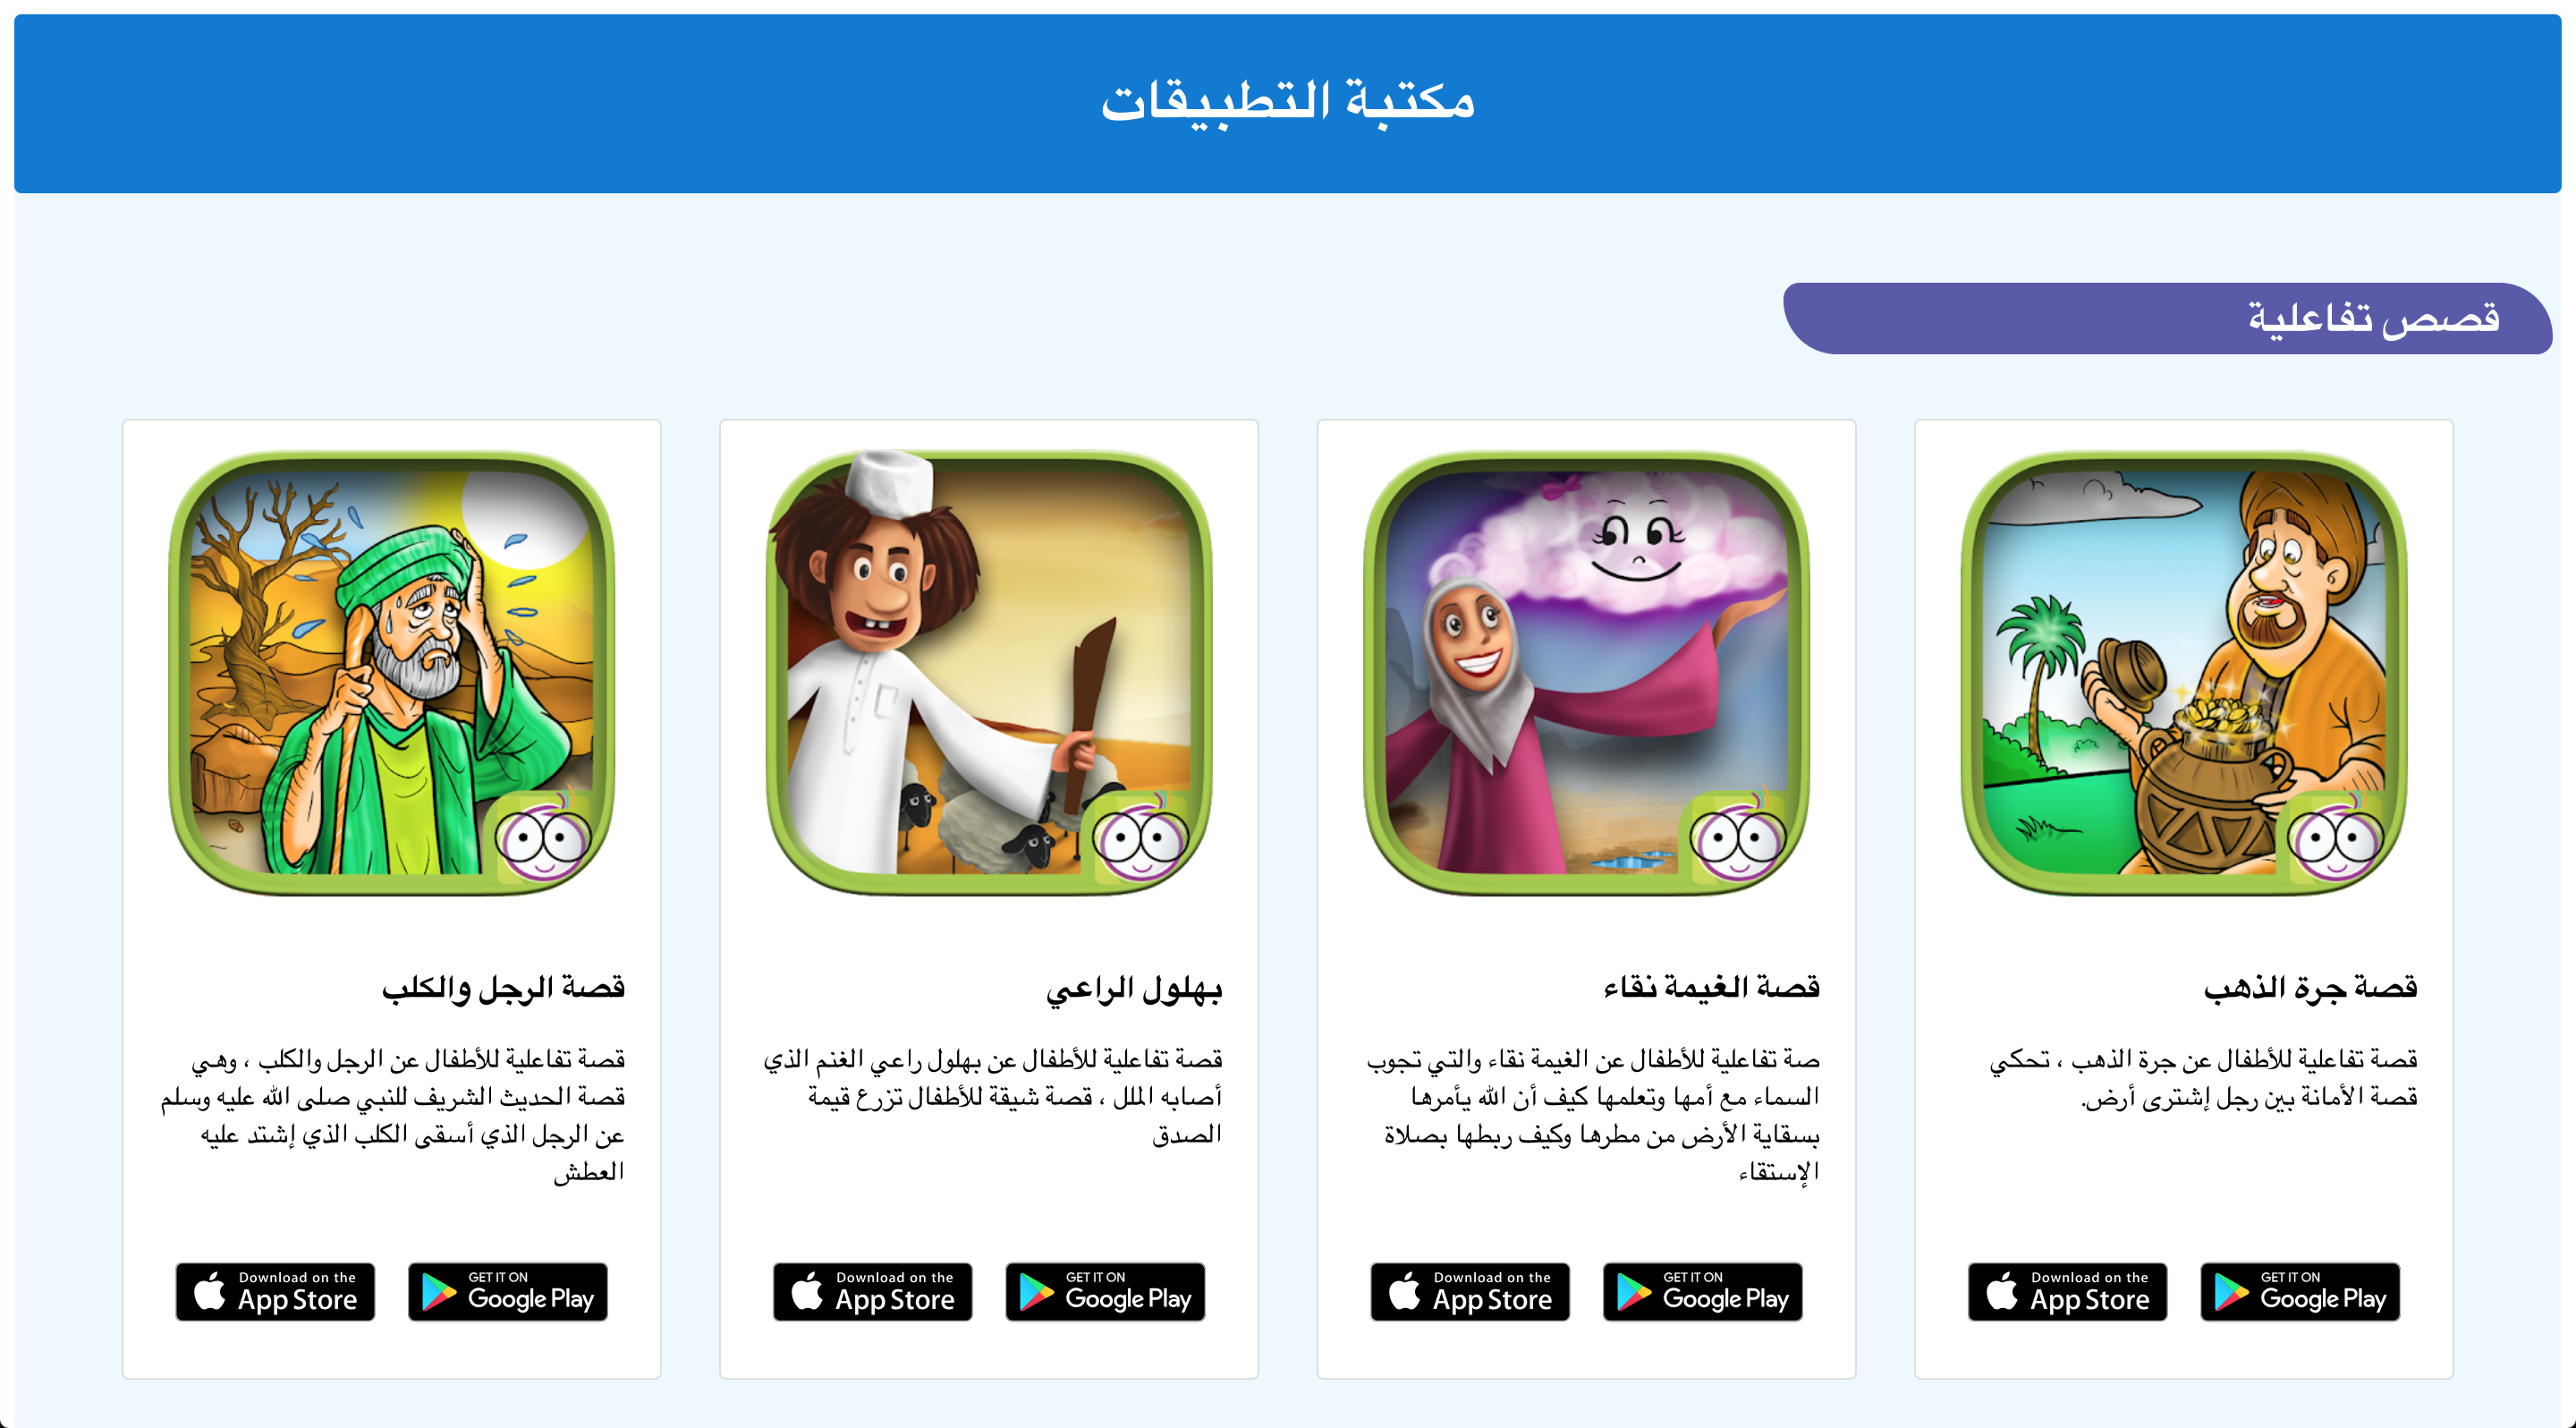 مكتبة التطبيقات
قصص تفاعلية
قصة جرة الذهب
قصة تفاعلية للأطفال عن جرة الذهب ، تحكي
قصة الأمانة بين رجل إشترى أرض.
GET IT ON
Google Play
Download on the
App Store
قصة الغيمة نقاء
صة تفاعلية للأطفال عن الغيمة نقاء والتي تجوب
السماء مع أمها وتعلمها كيف أن الله يأمرها
بسقاية الأرض من مطرها وكيف ربطها بصلاة
الإستقاء
GET IT ON
Google Play
Download on the
App Store
بهلول الراعي
قصة تفاعلية للأطفال عن بهلول راعي الغنم الذي
أصابه الملل ، قصة شيقة للأطفال تزرع قيمة
الصدق
GET IT ON
Google Play
Download on the
App Store
قصة الرجل والكلب
قصة تفاعلية للأطفال عن الرجل والكلب ، وهي
قصة الحديث الشريف للنبي صلى الله عليه وسلم
عن الرجل الذي أسقى الكلب الذي إشتد عليه
العطش
GET IT ON
Google Play
Download on the
App Store